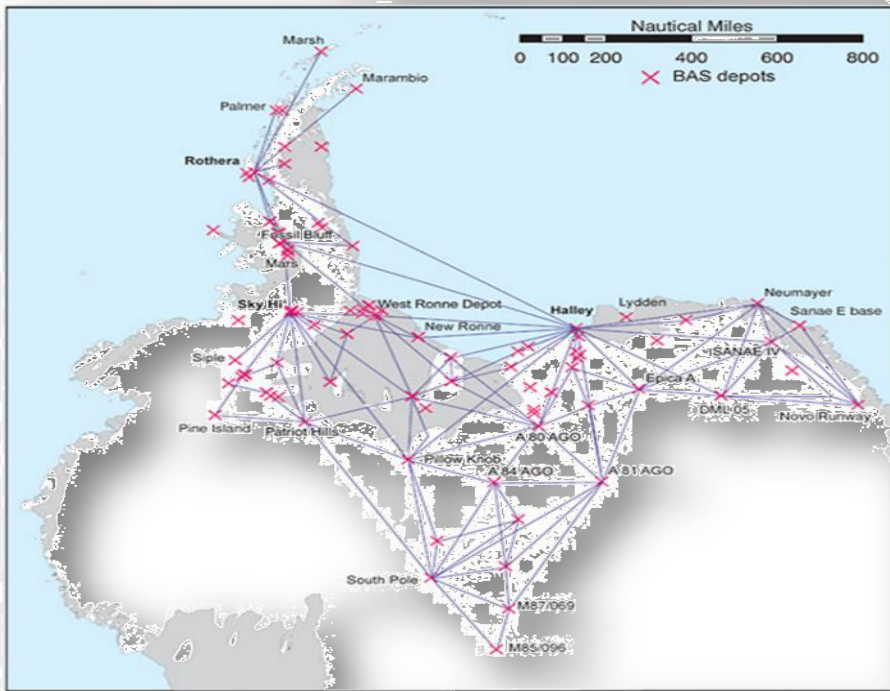 Nautical Miles
0 100 200 400 600 800
BAS depots
Marsh
Marambio
Palmer
Rothera
Fossil Bluff
Mars
Sky Hi
West Ronne Depot
New Ronne
Halley
Lydden
Neumayer
Sanae E base
SANAE IV
Siple
Epica A
DML 05
Novo Runway
Pine Island
Patriot Hills
A 80 AGO
Pillow Knob
A 84 AGO
A 81 AGO
South Pole
M87/069
M85/096